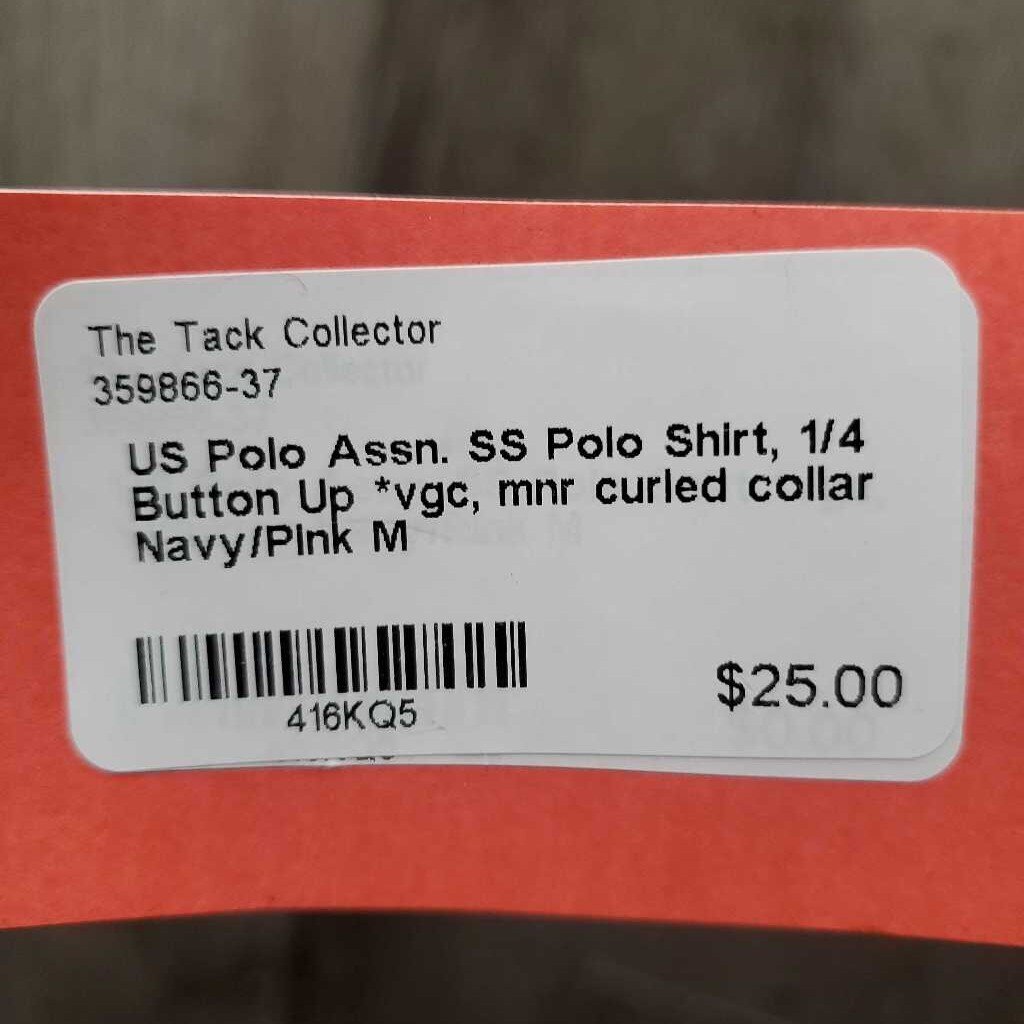 The Tack Collector
359866-37
US Polo Assn. SS Polo Shirt, 1/4
Button Up *vgc, mnr curled collar
Navy/Pink M
416KQ5
$25.00